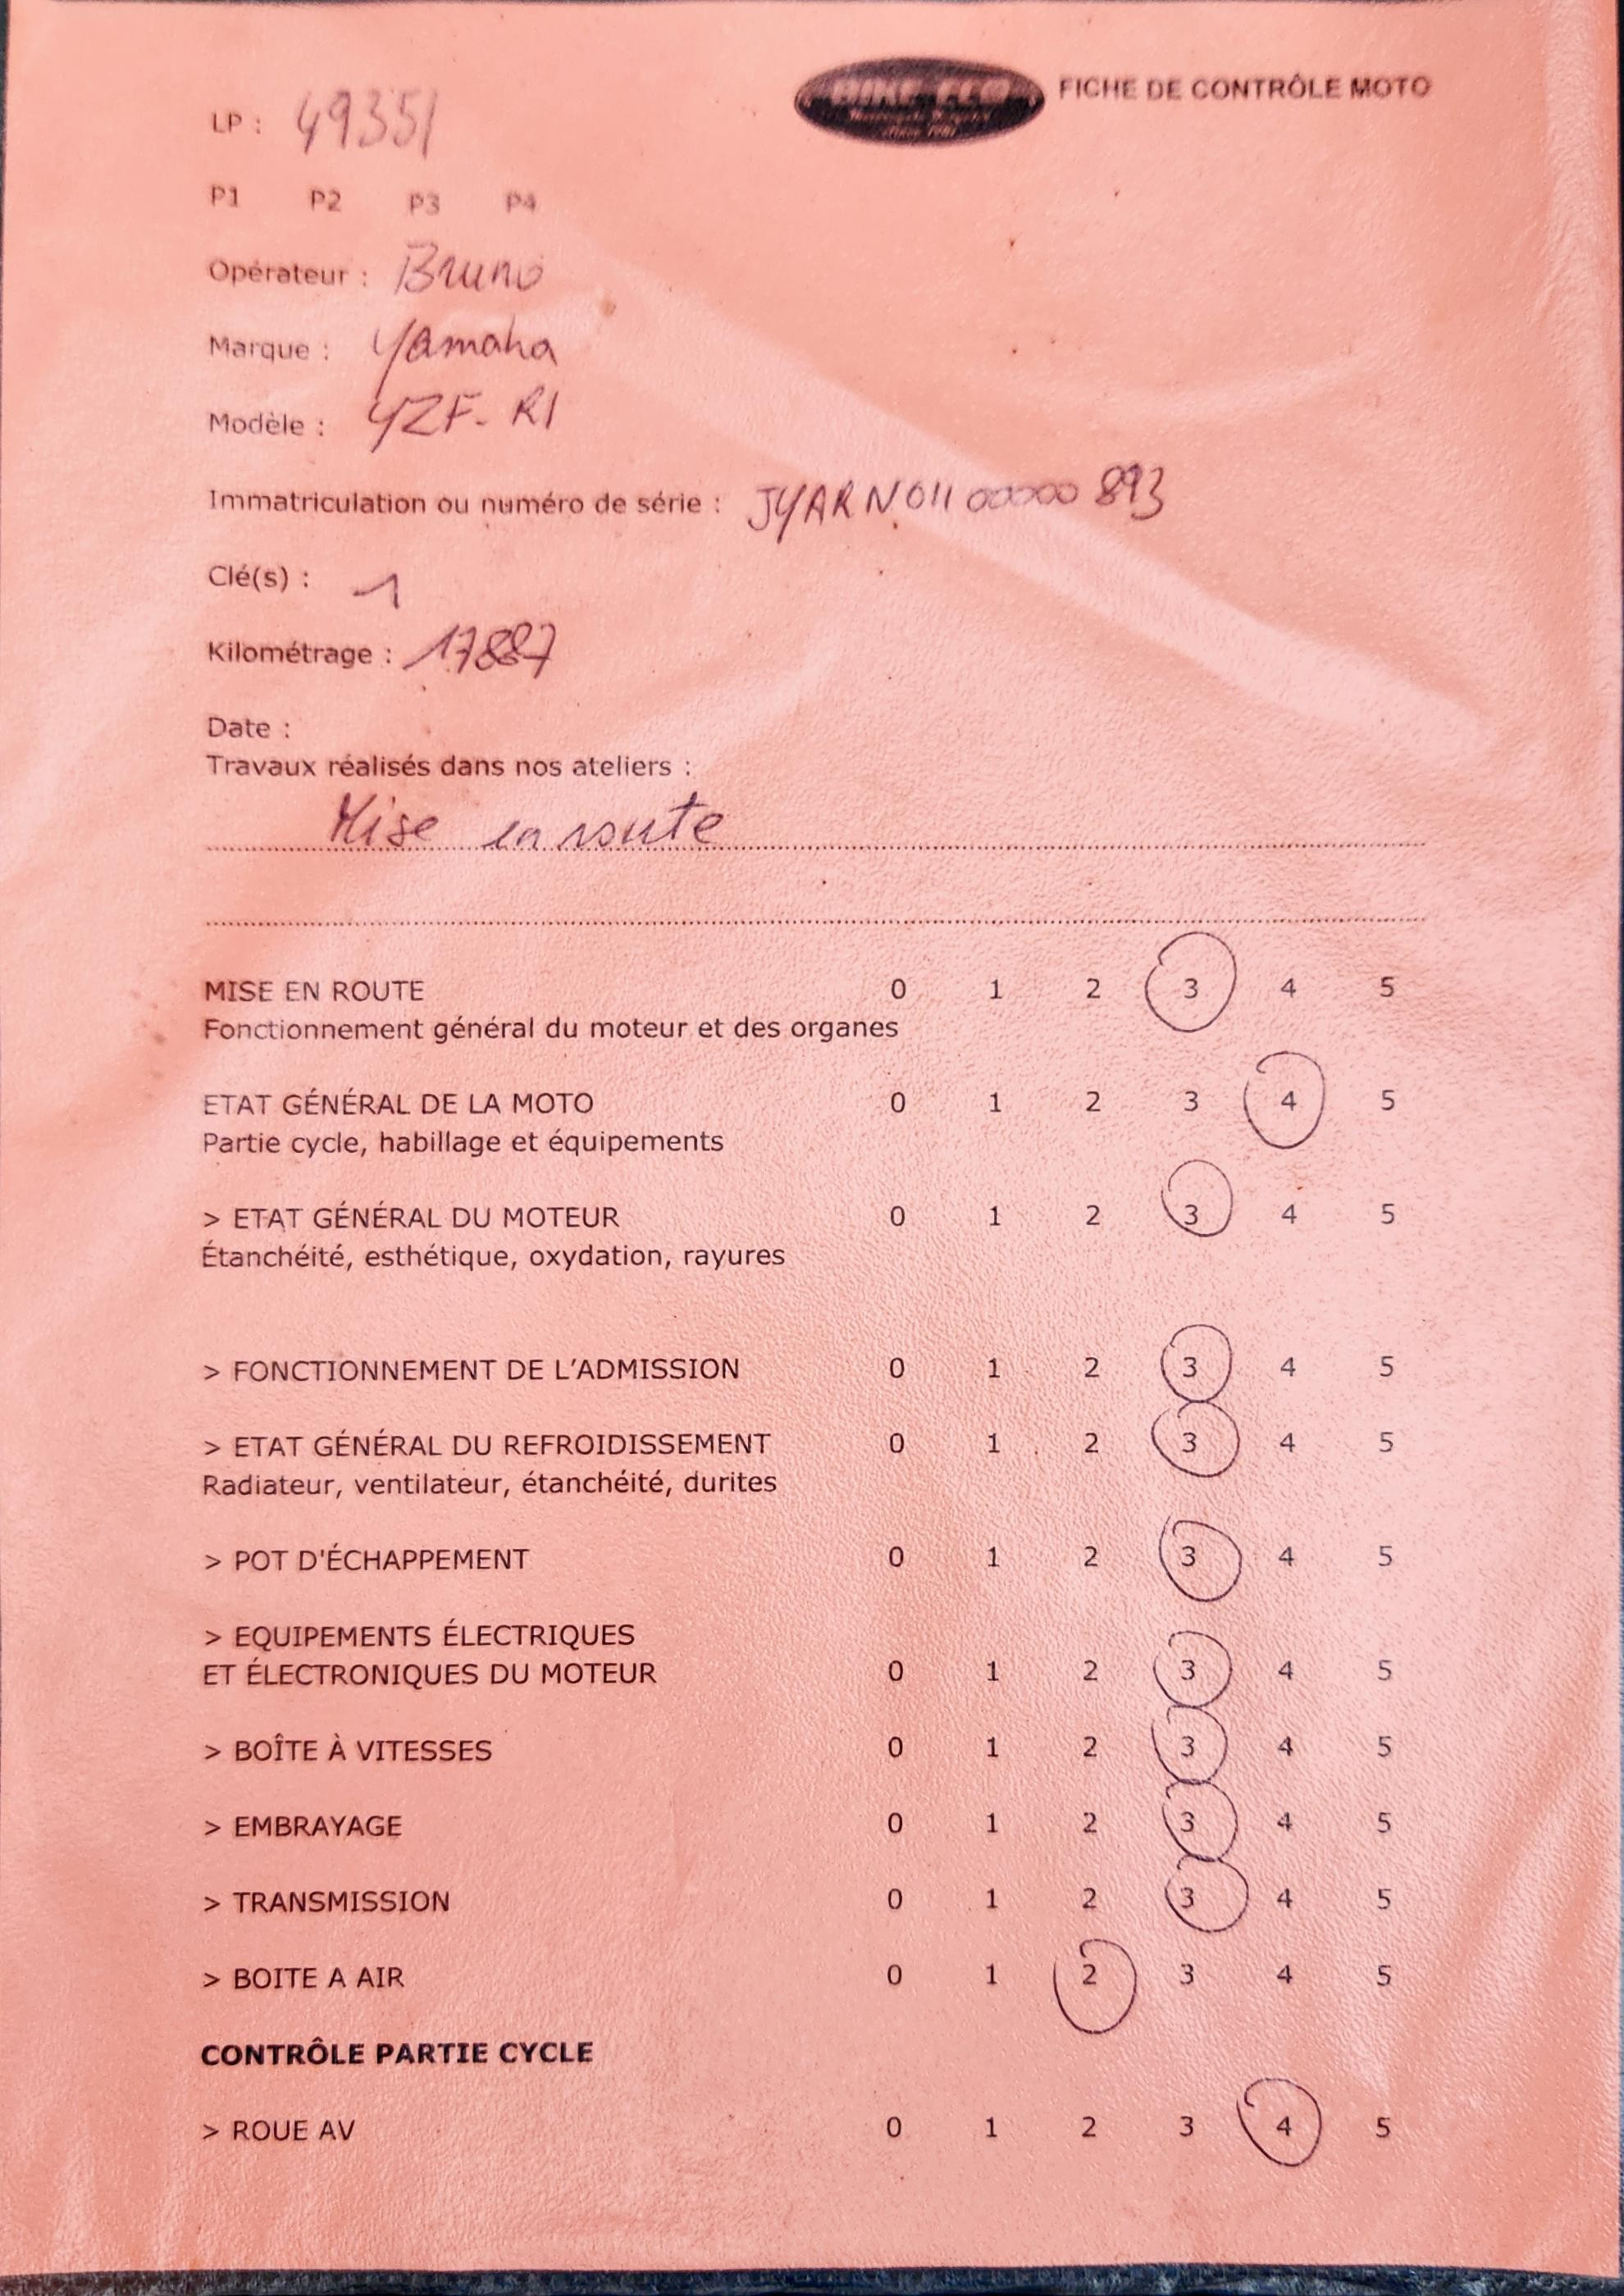 BIKE ECO
FICHE DE CONTRÔLE MOTO
LP : 49351
P1 P2 P3 P4
Opérateur : Bruno
Marque : Yamaha
Modèle : YZF-R1
Immatriculation ou numéro de série : JYARN011 00000 893
Clé(s) : 1
Kilométrage : 17887
Date :
Travaux réalisés dans nos ateliers :
Mise en route
MISE EN ROUTE 0 1 2 3 4 5
Fonctionnement général du moteur et des organes
ETAT GÉNÉRAL DE LA MOTO 0 1 2 3 4 5
Partie cycle, habillage et équipements
> ETAT GÉNÉRAL DU MOTEUR 0 1 2 3 4 5
Étanchéité, esthétique, oxydation, rayures
> FONCTIONNEMENT DE L'ADMISSION 0 1 2 3 4 5
> ETAT GÉNÉRAL DU REFROIDISSEMENT 0 1 2 3 4 5
Radiateur, ventilateur, étanchéité, durites
> POT D'ÉCHAPPEMENT 0 1 2 3 4 5
> EQUIPEMENTS ÉLECTRIQUES
ET ÉLECTRONIQUES DU MOTEUR 0 1 2 3 4 5
> BOÎTE À VITESSES 0 1 2 3 4 5
> EMBRAYAGE 0 1 2 3 4 5
> TRANSMISSION 0 1 2 3 4 5
> BOITE A AIR 0 1 2 3 4 5
CONTRÔLE PARTIE CYCLE
> ROUE AV 0 1 2 3 4 5